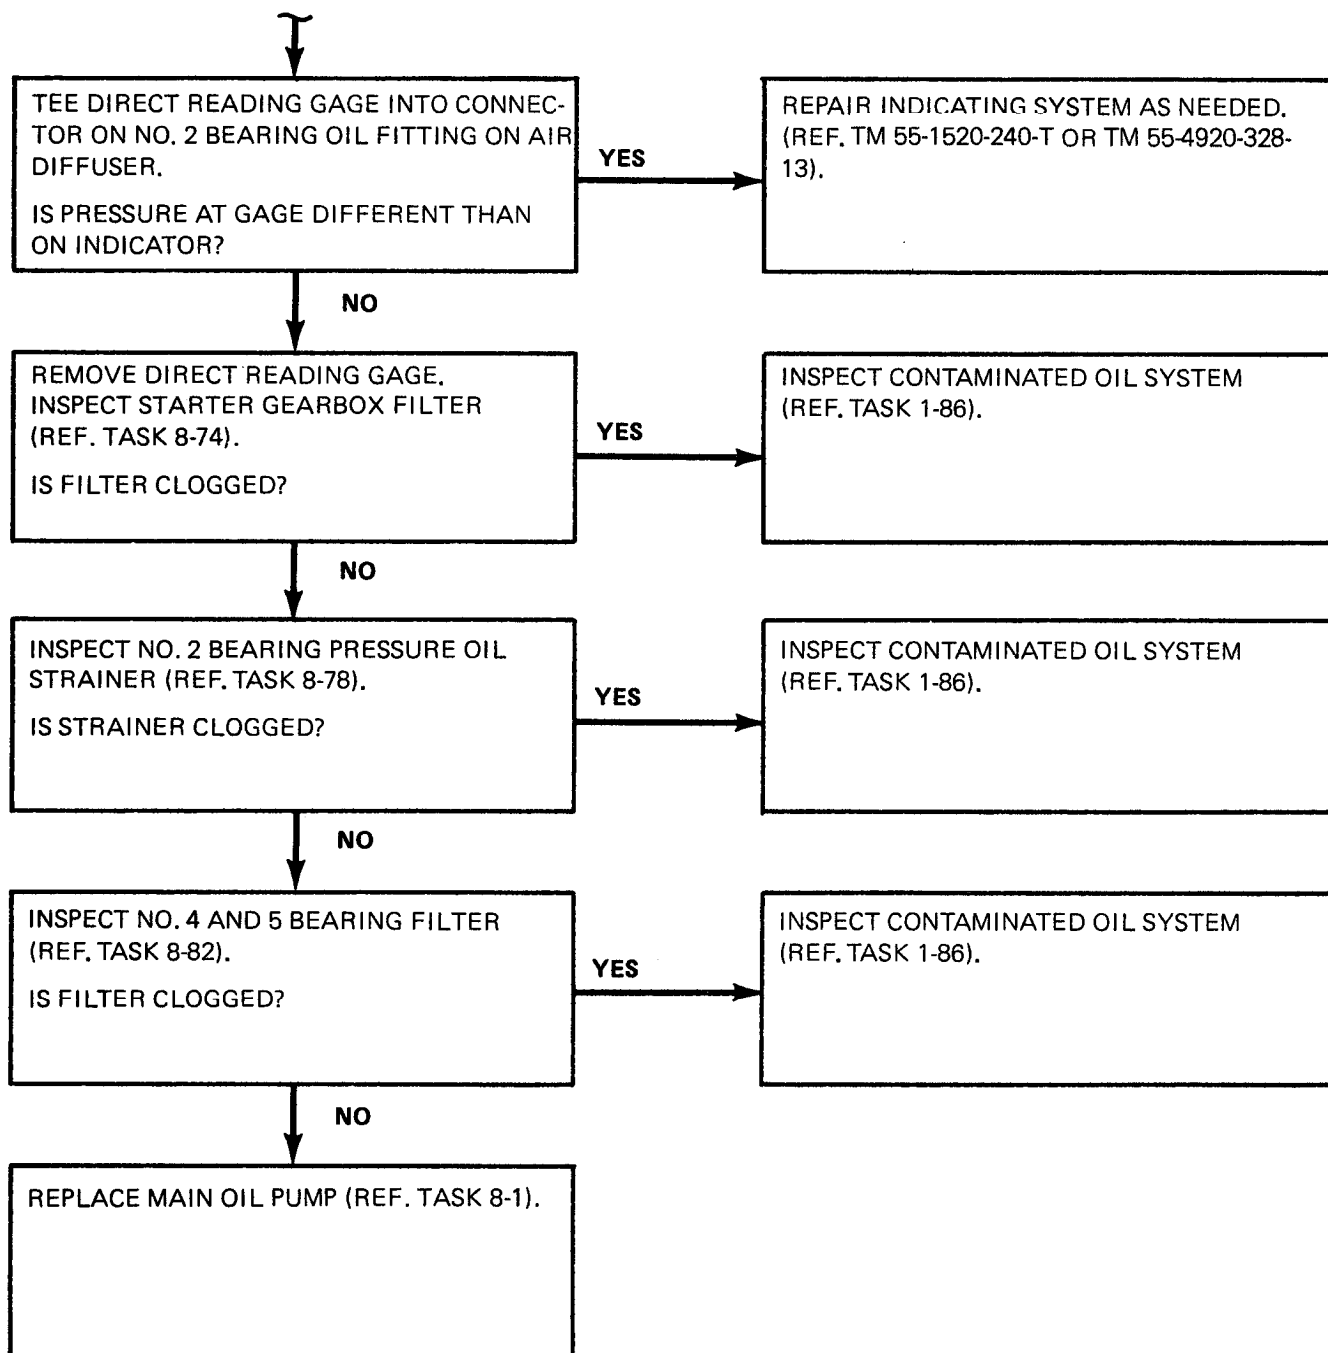 TEE DIRECT READING GAGE INTO CONNEC-
TOR ON NO. 2 BEARING OIL FITTING ON AIR
DIFFUSER.
IS PRESSURE AT GAGE DIFFERENT THAN
ON INDICATOR?
YES
REPAIR INDICATING SYSTEM AS NEEDED.
(REF. TM 55-1520-240-T OR TM 55-4920-328-
13).
NO
REMOVE DIRECT READING GAGE.
INSPECT STARTER GEARBOX FILTER
(REF. TASK 8-74).
IS FILTER CLOGGED?
YES
INSPECT CONTAMINATED OIL SYSTEM
(REF. TASK 1-86).
NO
INSPECT NO. 2 BEARING PRESSURE OIL
STRAINER (REF. TASK 8-78).
IS STRAINER CLOGGED?
YES
INSPECT CONTAMINATED OIL SYSTEM
(REF. TASK 1-86).
NO
INSPECT NO. 4 AND 5 BEARING FILTER
(REF. TASK 8-82).
IS FILTER CLOGGED?
YES
INSPECT CONTAMINATED OIL SYSTEM
(REF. TASK 1-86).
NO
REPLACE MAIN OIL PUMP (REF. TASK 8-1).